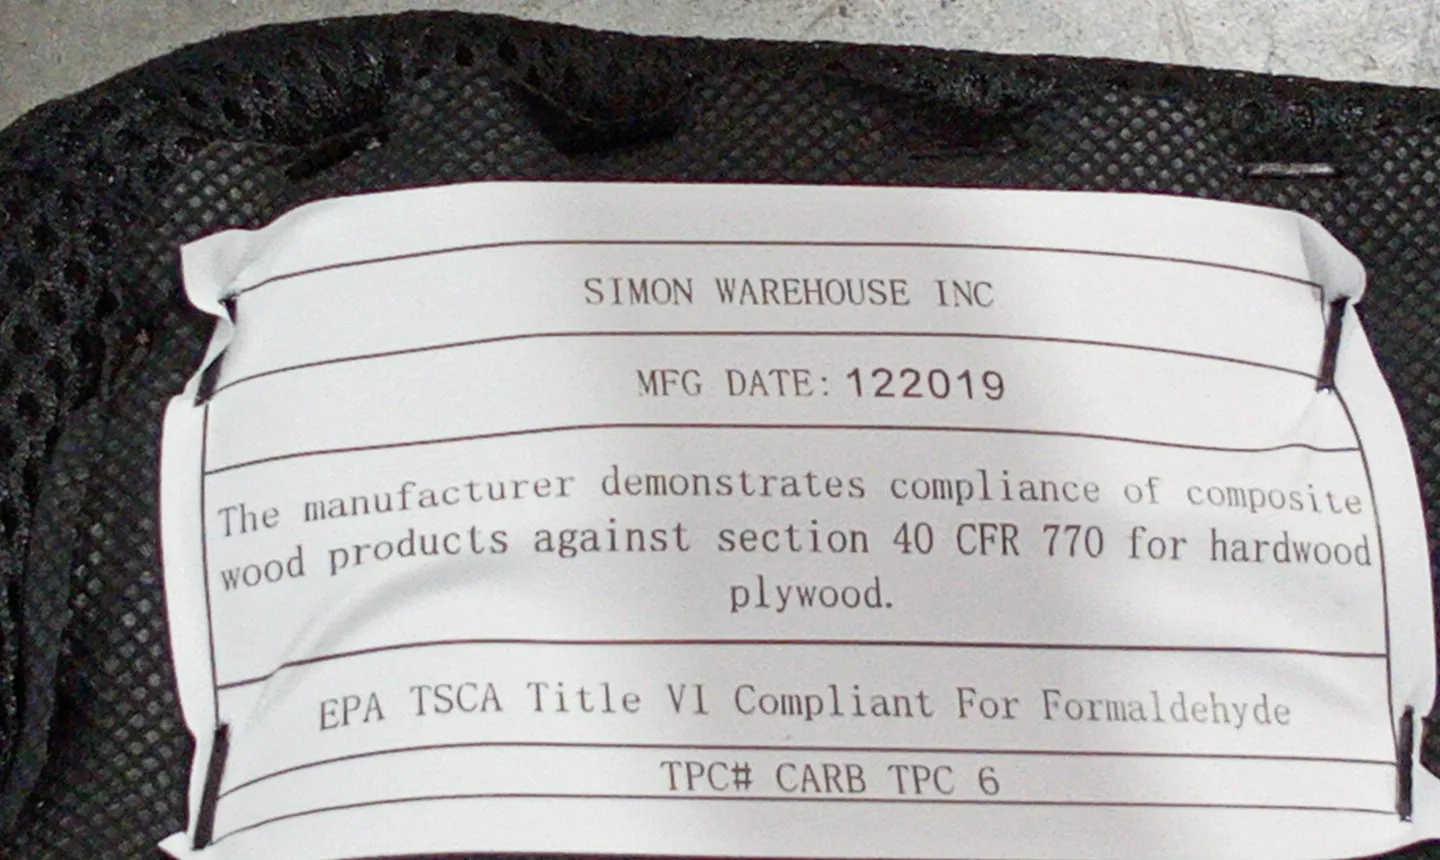 SIMON WAREHOUSE INC
MFG DATE: 122019
The manufacturer demonstrates compliance of composite
wood products against section 40 CFR 770 for hardwood
plywood.
EPA TSCA Title VI Compliant For Formaldehyde
TPC# CARB TPC 6